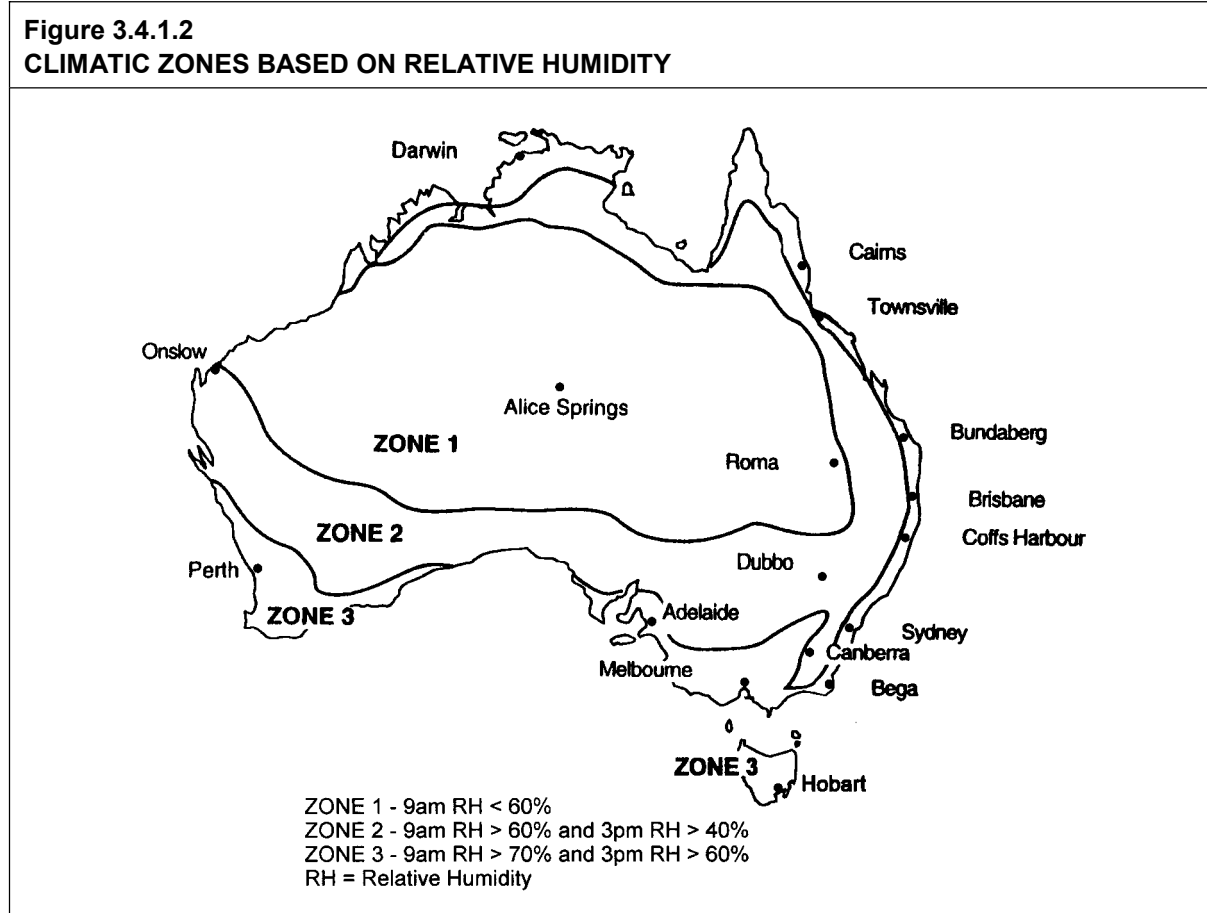 Figure 3.4.1.2
CLIMATIC ZONES BASED ON RELATIVE HUMIDITY
Darwin
Cairns
Townsville
Onslow
Alice Springs
ZONE 1
Bundaberg
Roma
Brisbane
ZONE 2
Coffs Harbour
Dubbo
Perth
ZONE 3
Adelaide
Sydney
Canberra
Melbourne
Bega
ZONE 3
Hobart
ZONE 1 - 9am RH < 60%
ZONE 2 - 9am RH > 60% and 3pm RH > 40%
ZONE 3 - 9am RH > 70% and 3pm RH > 60%
RH = Relative Humidity